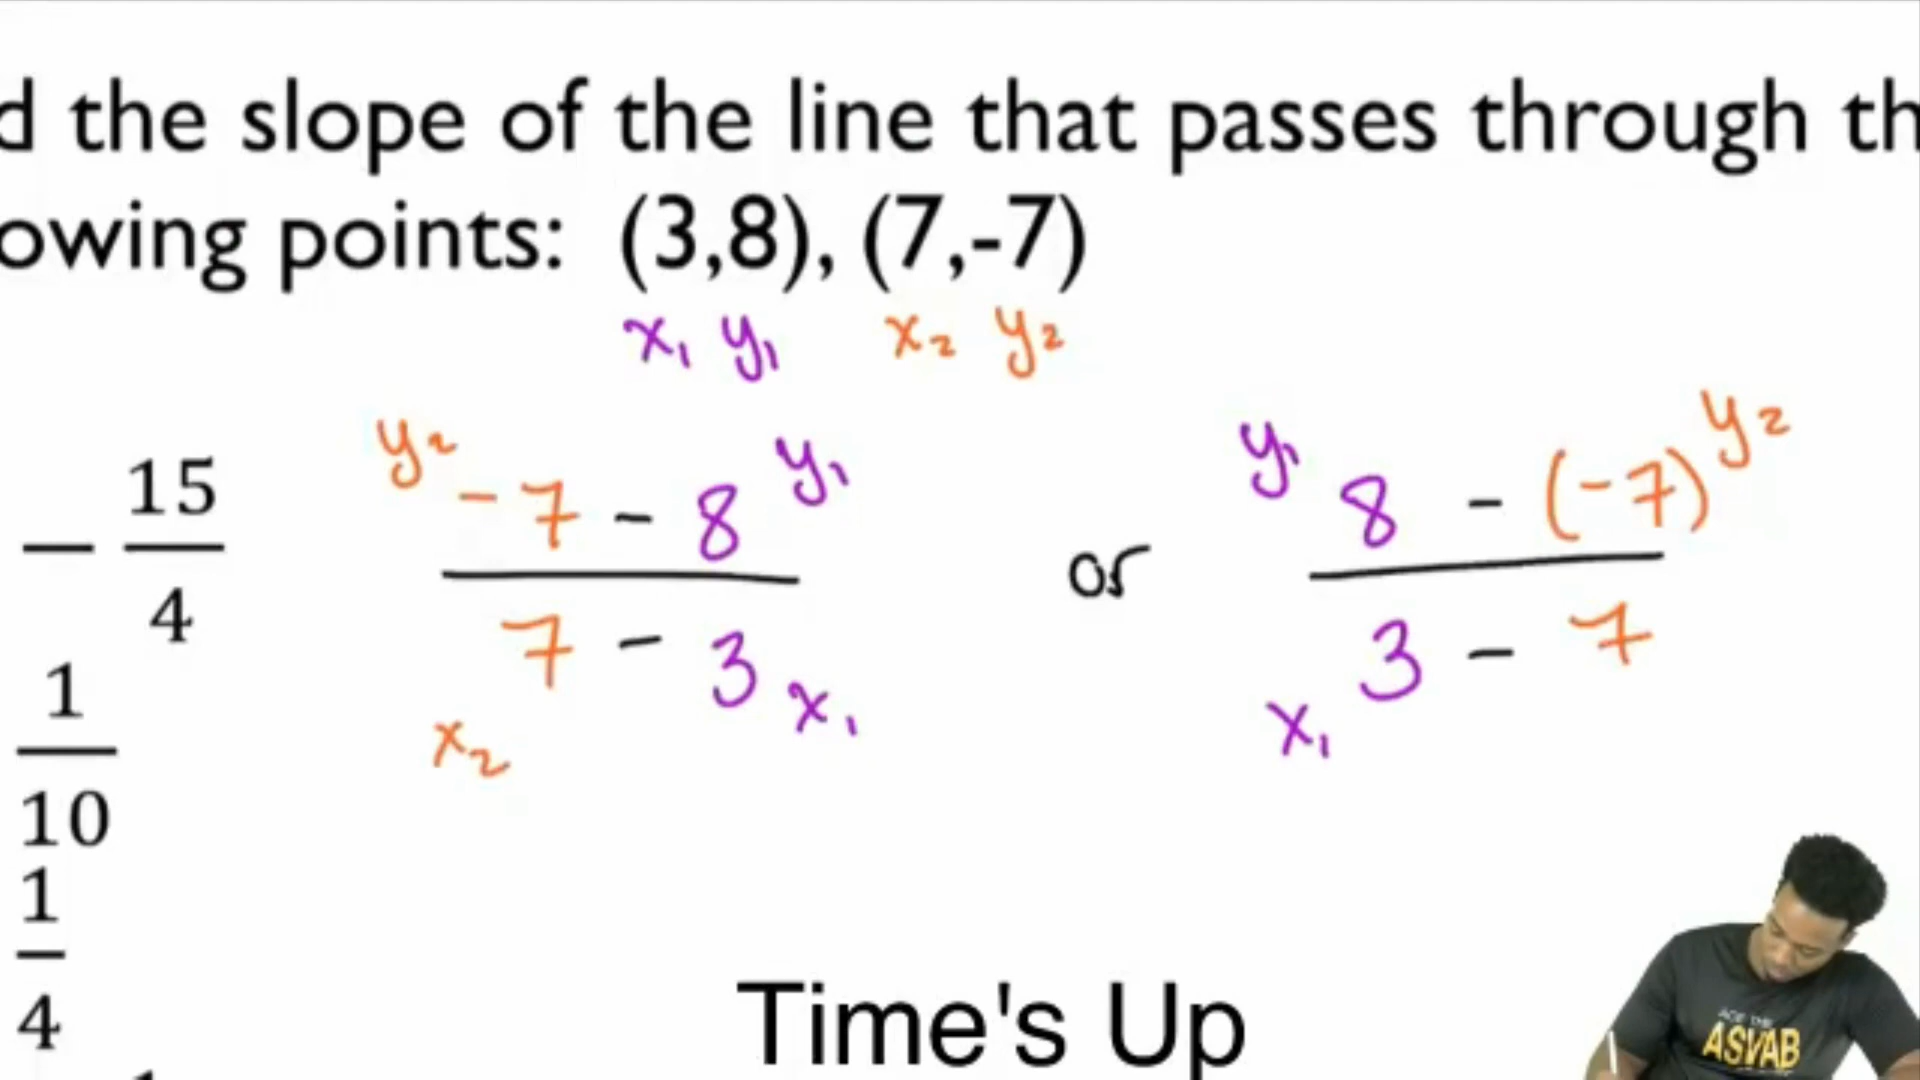 d the slope of the line that passes through th
owing points: (3,8), (7,-7)
x₁ y₁ x₂ y₂
y₂ -7 - 8 y₁
7 - 3 x₁
x₂
or
y₁ 8 - (-7) y₂
3 - 7
x₁
- 15
4
1
10
1
4
Time's Up
ACE THE
ASVAB